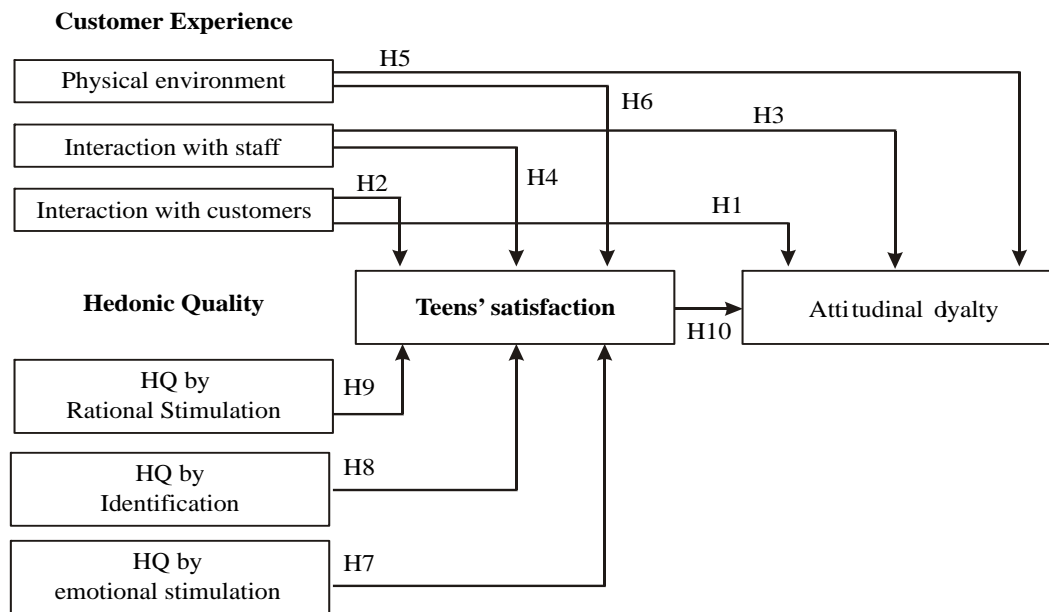 Customer Experience
H5
Physical environment
H6
H3
Interaction with staff
H4
H2
Interaction with customers
H1
Hedonic Quality
Teens' satisfaction
Attitudinal dyalty
H10
HQ by
Rational Stimulation
H9
HQ by
Identification
H8
HQ by
emotional stimulation
H7